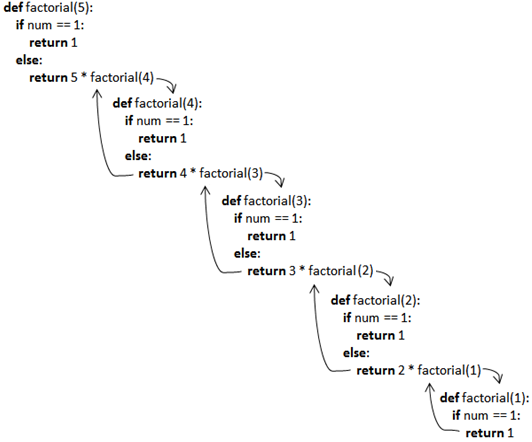 def factorial(5):
if num == 1:
return 1
else:
return 5 * factorial(4)
def factorial(4):
if num == 1:
return 1
else:
return 4 * factorial(3)
def factorial(3):
if num == 1:
return 1
else:
return 3 * factorial(2)
def factorial(2):
if num == 1:
return 1
else:
return 2 * factorial(1)
def factorial(1):
if num == 1:
return 1